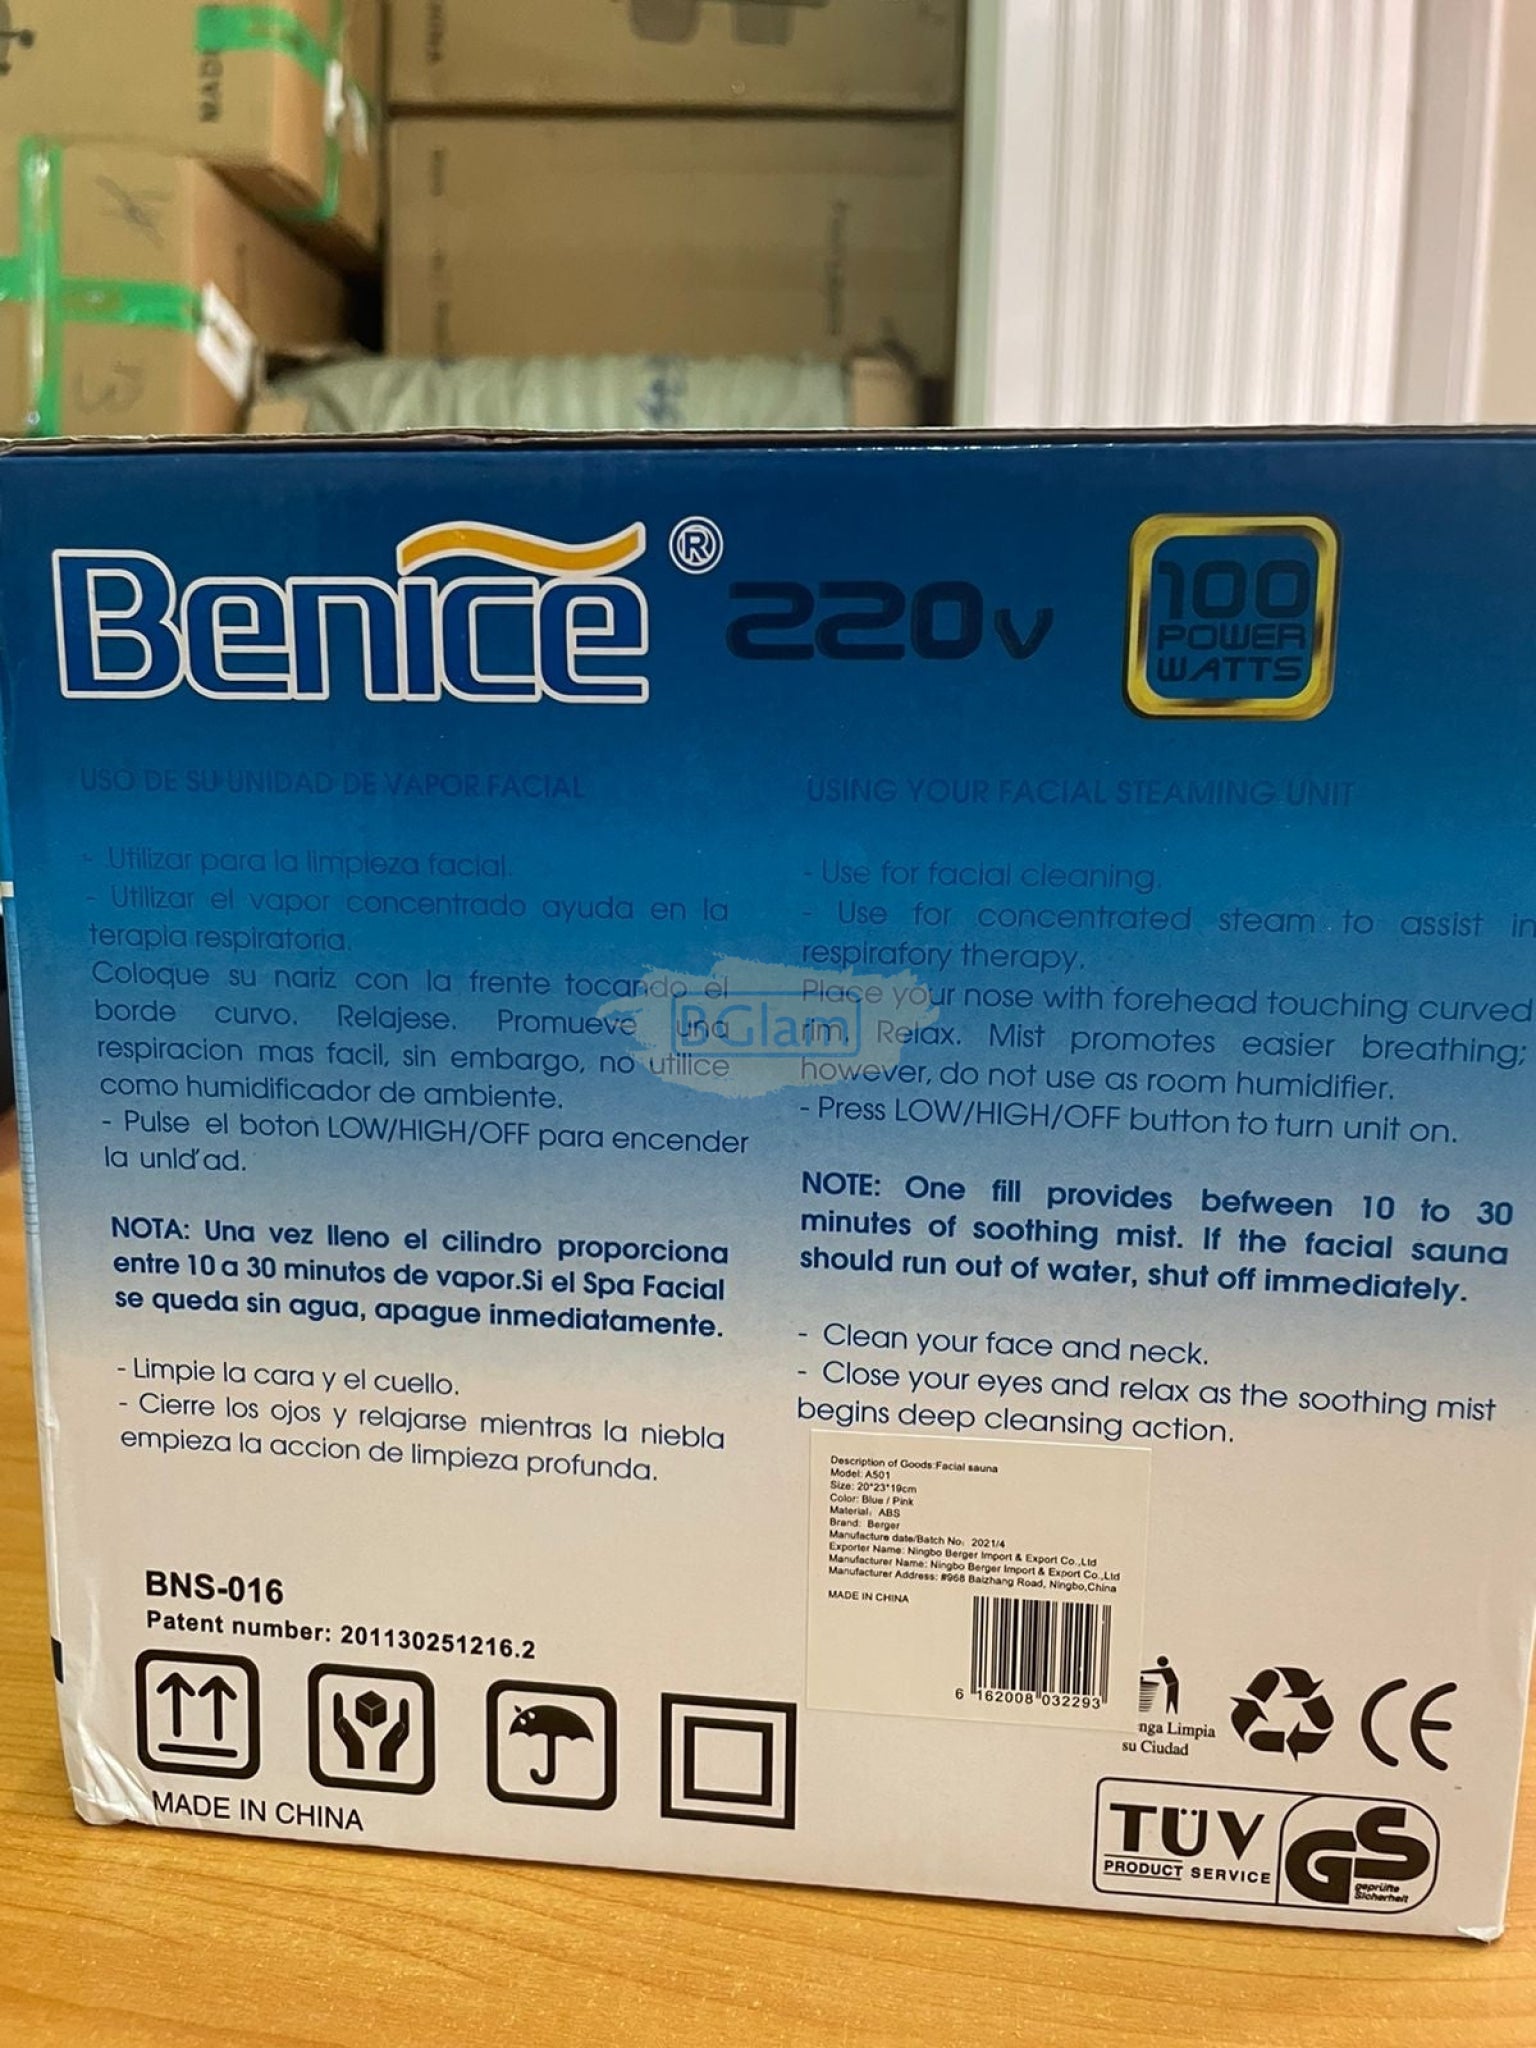 MADE
Benice ® 220v
100
POWER
WATTS
USO DE SU UNIDAD DE VAPOR FACIAL
- Utilizar para la limpieza facial.
- Utilizar el vapor concentrado ayuda en la
terapia respiratoria.
Coloque su nariz con la frente tocando el
borde curvo. Relajese. Promueve una
respiracion mas facil, sin embargo, no utilice
como humidificador de ambiente.
- Pulse el boton LOW/HIGH/OFF para encender
la unld'ad.
NOTA: Una vez lleno el cilindro proporciona
entre 10 a 30 minutos de vapor.Si el Spa Facial
se queda sin agua, apague inmediatamente.
- Limpie la cara y el cuello.
- Cierre los ojos y relajarse mientras la niebla
empieza la accion de limpieza profunda.
USING YOUR FACIAL STEAMING UNIT
- Use for facial cleaning.
- Use for concentrated steam to assist in
respirafory therapy.
Place your nose with forehead touching curved
rim. Relax. Mist promotes easier breathing;
however, do not use as room humidifier.
- Press LOW/HIGH/OFF button to turn unit on.
NOTE: One fill provides befween 10 to 30
minutes of soothing mist. If the facial sauna
should run out of water, shut off immediately.
- Clean your face and neck.
- Close your eyes and relax as the soothing mist
begins deep cleansing action.
BGlam
Description of Goods:Facial sauna
Model: A501
Size: 20*23*19cm
Color: Blue / Pink
Material: ABS
Brand: Berger
Manufacture date/Batch No: 2021/4
Exporter Name: Ningbo Berger Import & Export Co.,Ltd
Manufacturer Name: Ningbo Berger Import & Export Co.,Ltd
Manufacturer Address: #968 Baizhang Road, Ningbo,China
MADE IN CHINA
6 162008 032293
BNS-016
Patent number: 201130251216.2
MADE IN CHINA
nga Limpia
su Ciudad
CE
TÜV
PRODUCT SERVICE
GS
geprüfte
Sicherheit